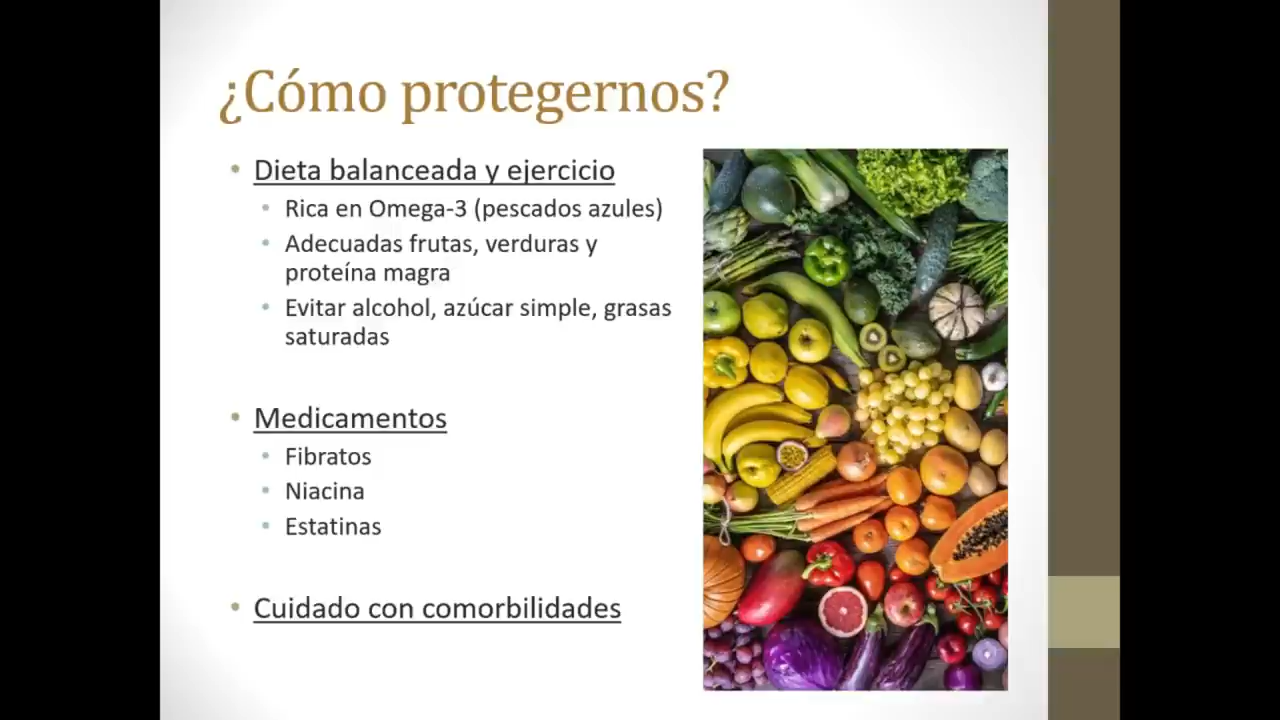 ¿Cómo protegernos?
• Dieta balanceada y ejercicio
• Rica en Omega-3 (pescados azules)
• Adecuadas frutas, verduras y
proteína magra
• Evitar alcohol, azúcar simple, grasas
saturadas
• Medicamentos
• Fibratos
• Niacina
• Estatinas
• Cuidado con comorbilidades